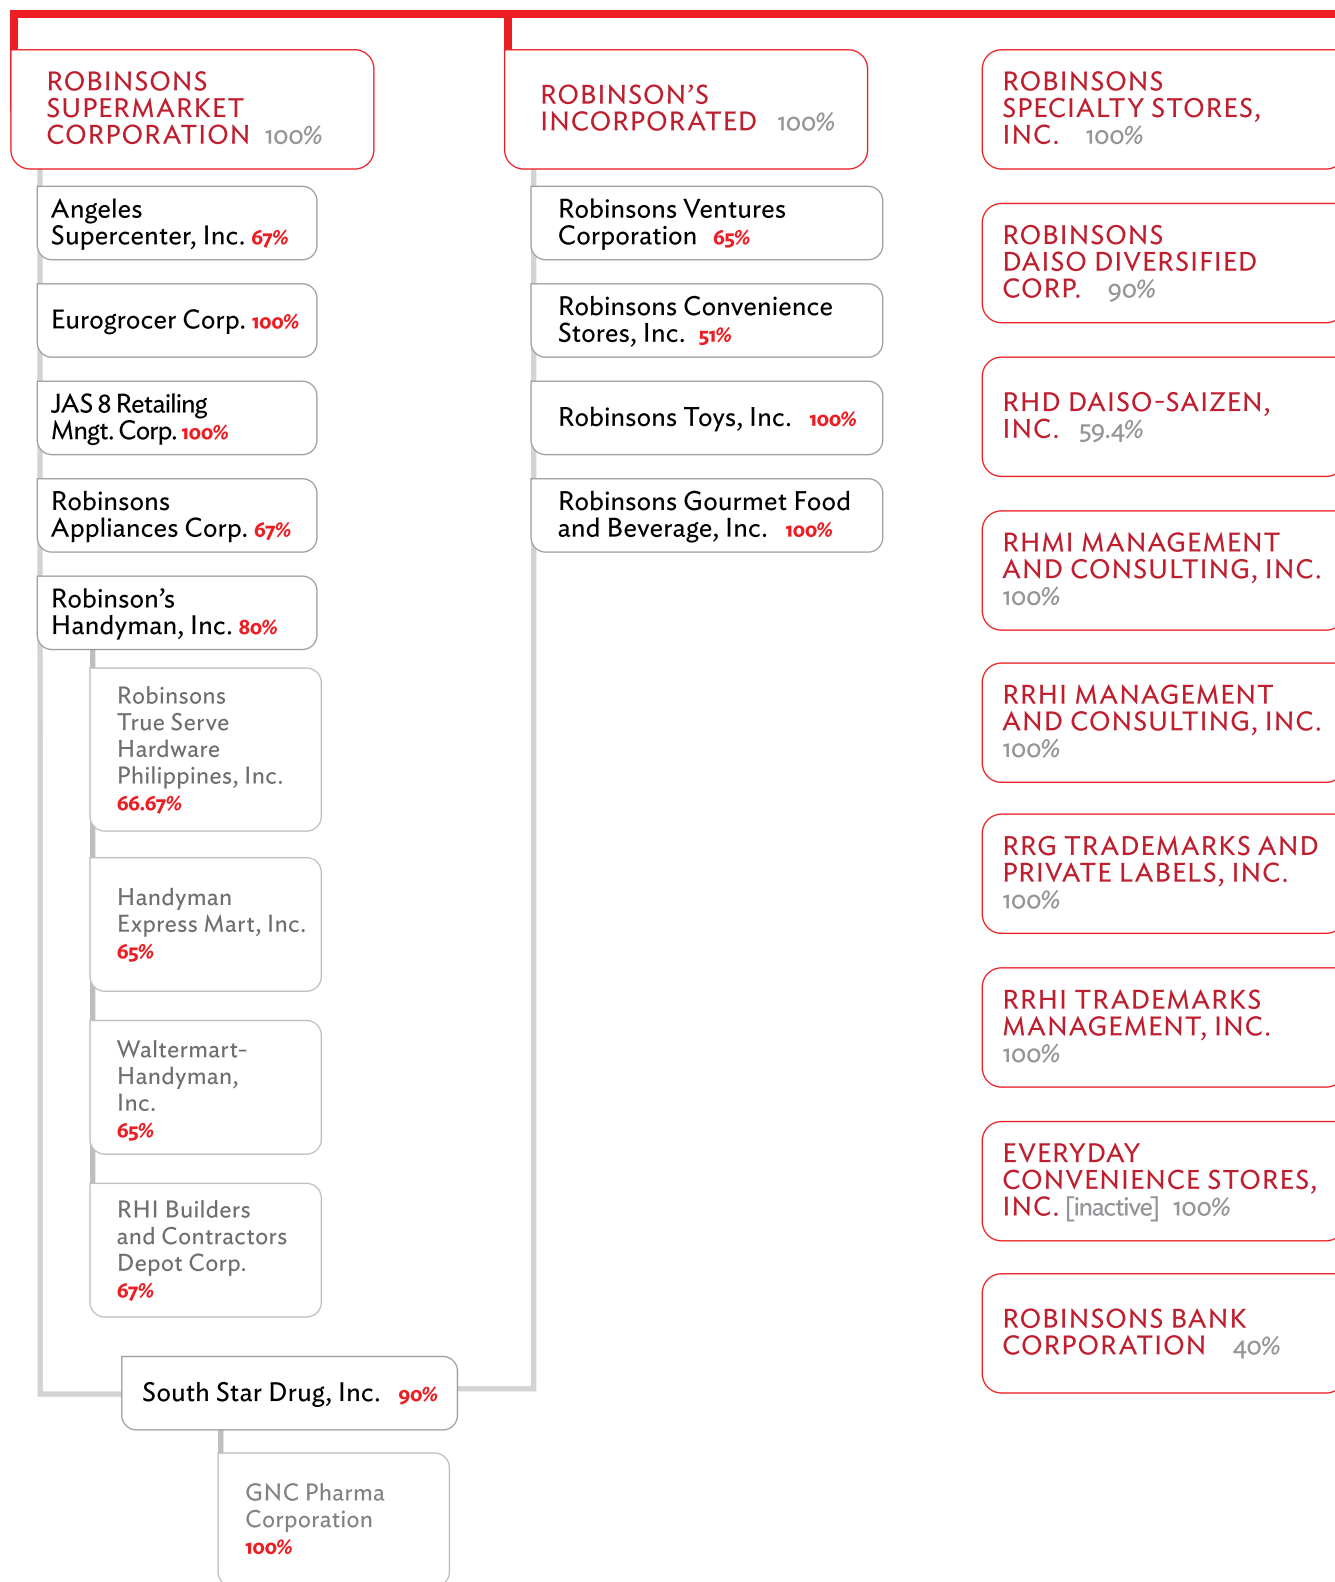 ROBINSONS
SUPERMARKET
CORPORATION 100%
Angeles
Supercenter, Inc. 67%
Eurogrocer Corp. 100%
JAS 8 Retailing
Mngt. Corp. 100%
Robinsons
Appliances Corp. 67%
Robinson’s
Handyman, Inc. 80%
Robinsons
True Serve
Hardware
Philippines, Inc.
66.67%
Handyman
Express Mart, Inc.
65%
Waltermart-
Handyman,
Inc.
65%
RHI Builders
and Contractors
Depot Corp.
67%
South Star Drug, Inc. 90%
GNC Pharma
Corporation
100%
ROBINSON’S
INCORPORATED 100%
Robinsons Ventures
Corporation 65%
Robinsons Convenience
Stores, Inc. 51%
Robinsons Toys, Inc. 100%
Robinsons Gourmet Food
and Beverage, Inc. 100%
ROBINSONS
SPECIALTY STORES,
INC. 100%
ROBINSONS
DAISO DIVERSIFIED
CORP. 90%
RHD DAISO-SAIZEN,
INC. 59.4%
RHMI MANAGEMENT
AND CONSULTING, INC.
100%
RRHI MANAGEMENT
AND CONSULTING, INC.
100%
RRG TRADEMARKS AND
PRIVATE LABELS, INC.
100%
RRHI TRADEMARKS
MANAGEMENT, INC.
100%
EVERYDAY
CONVENIENCE STORES,
INC. [inactive] 100%
ROBINSONS BANK
CORPORATION 40%